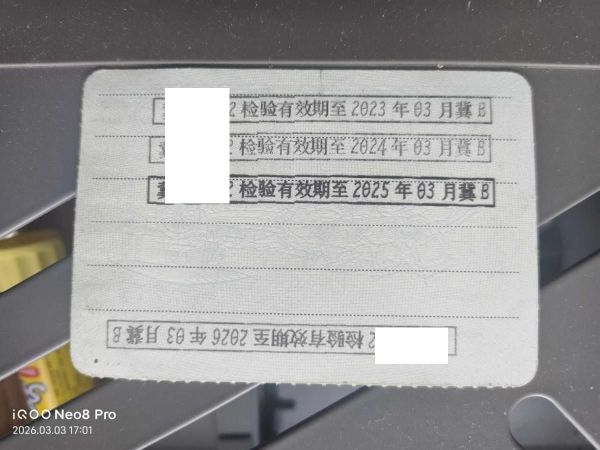 2 检验有效期至 2023 年 03 月冀 B
冀 2 检验有效期至 2024 年 03 月冀 B
冀 2 检验有效期至 2025 年 03 月冀 B
2 检验有效期至 2026 年 03 月冀 B
iQOO Neo8 Pro
2026.03.03 17:01